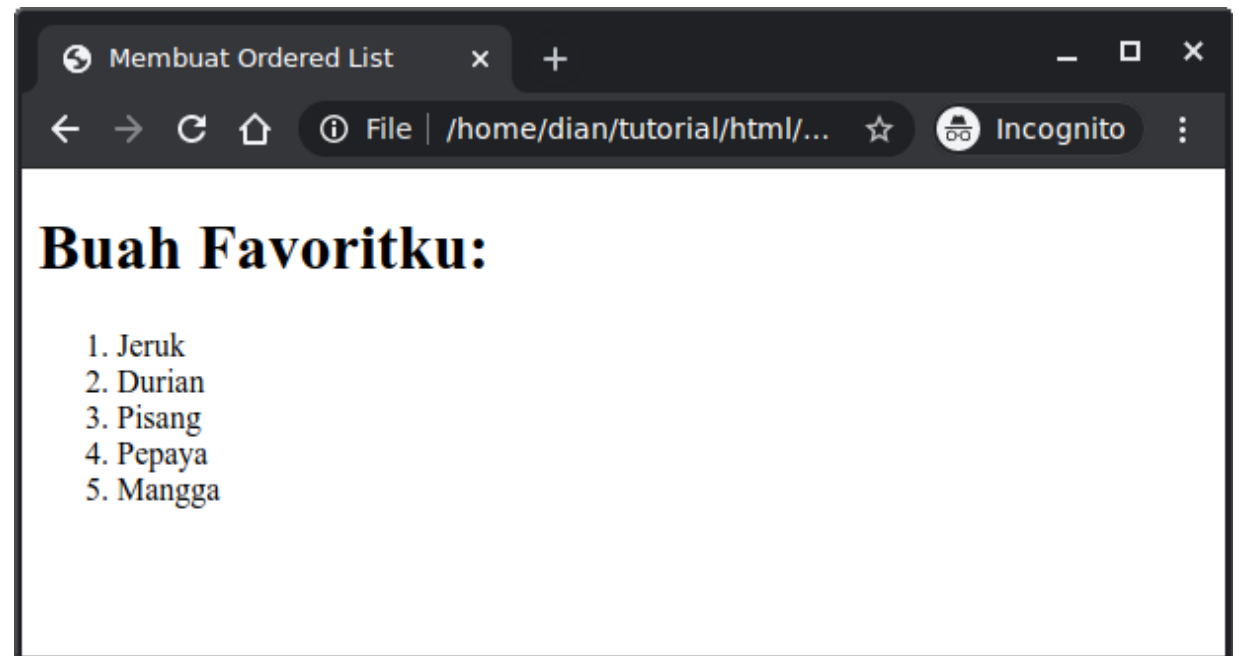 Membuat Ordered List
File /home/dian/tutorial/html/... Incognito
Buah Favoritku:
1. Jeruk
2. Durian
3. Pisang
4. Pepaya
5. Mangga